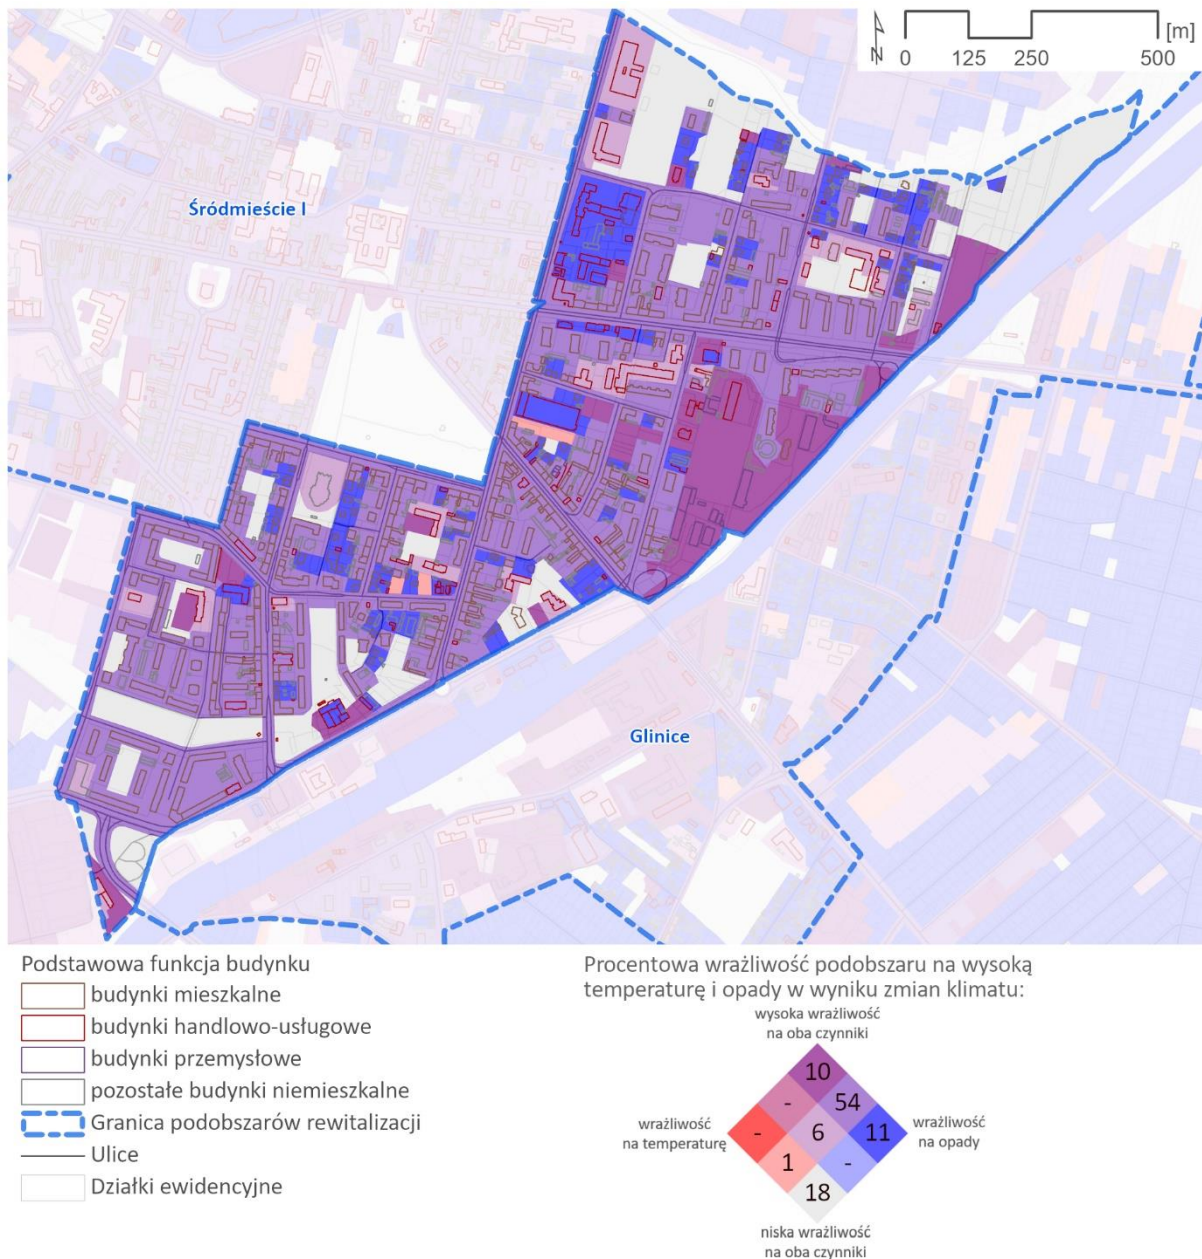 [m]
0 125 250 500
Śródmieście I
Glinice
Podstawowa funkcja budynku
budynki mieszkalne
budynki handlowo-usługowe
budynki przemysłowe
pozostałe budynki niemieszkalne
Granica podobszarów rewitalizacji
Ulice
Działki ewidencyjne
Procentowa wrażliwość podobszaru na wysoką
temperaturę i opady w wyniku zmian klimatu:
wysoka wrażliwość
na oba czynniki
10
- 54
wrażliwość
na temperaturę
- 6 11
wrażliwość
na opady
1 -
18
niska wrażliwość
na oba czynniki